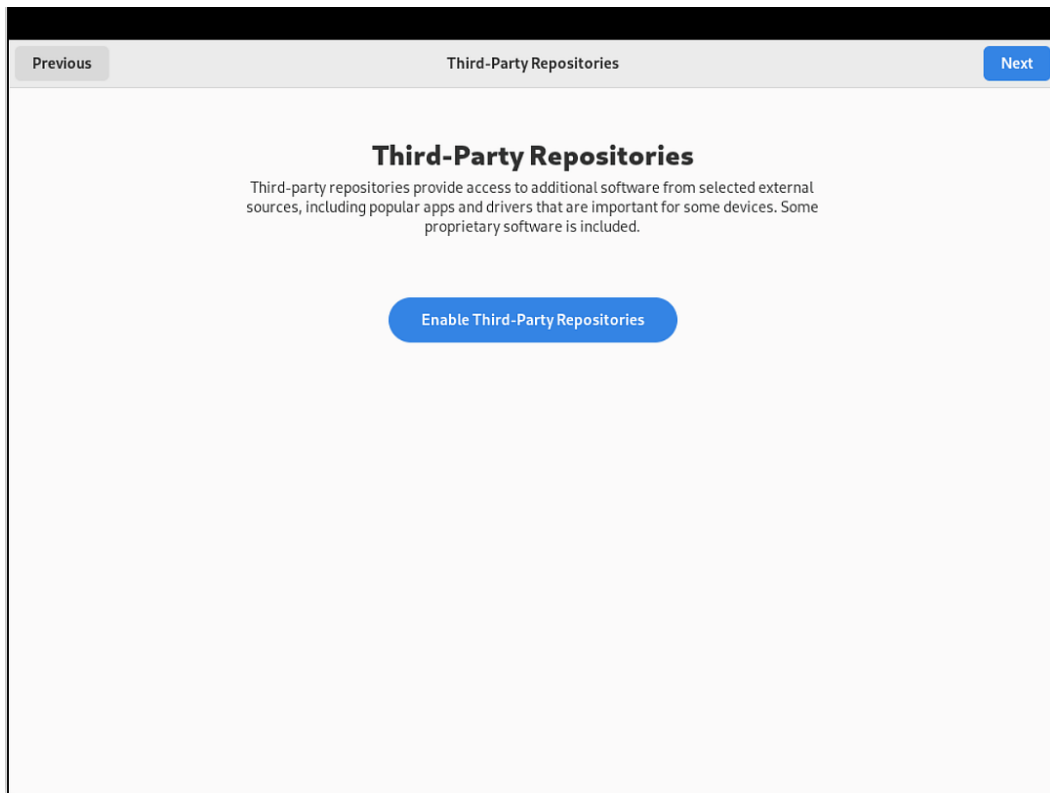 Previous
Third-Party Repositories
Next
Third-Party Repositories
Third-party repositories provide access to additional software from selected external
sources, including popular apps and drivers that are important for some devices. Some
proprietary software is included.
Enable Third-Party Repositories